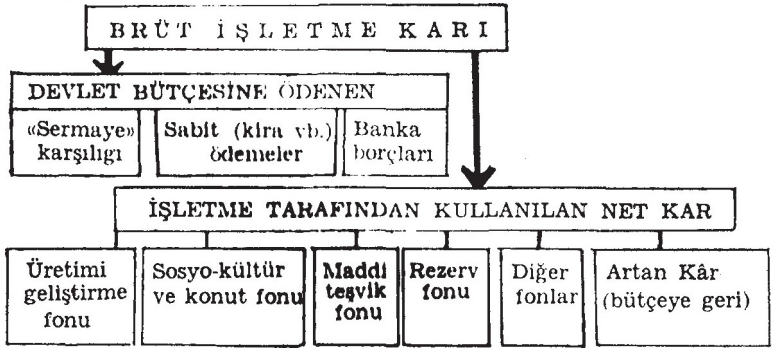 BRÜT İŞLETME KARI
DEVLET BÜTÇESİNE ÖDENEN
«Sermaye»
karşılığı
Sabit (kira vb.)
ödemeler
Banka
borçları
İŞLETME TARAFINDAN KULLANILAN NET KAR
Üretimi
geliştirme
fonu
Sosyo-kültür
ve konut fonu
Maddi
teşvik
fonu
Rezerv
fonu
Diğer
fonlar
Artan Kâr
(bütçeye geri)